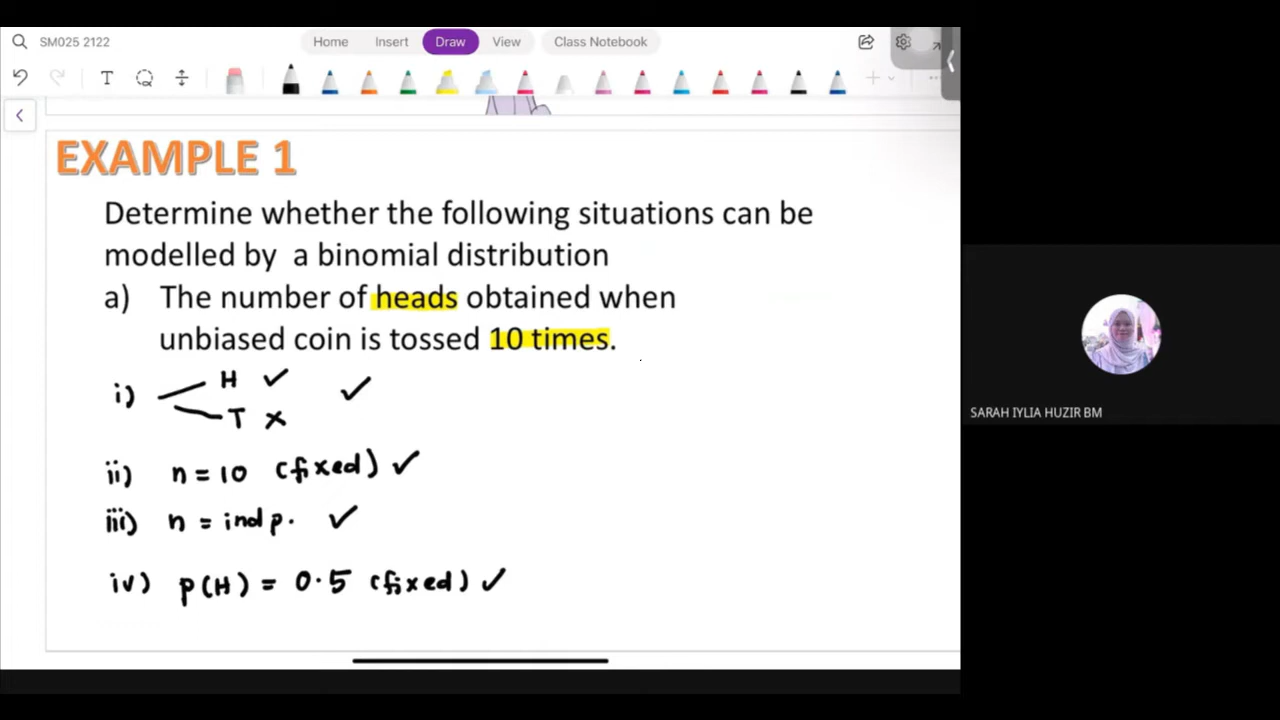 SM025 2122
Home Insert Draw View Class Notebook
T
EXAMPLE 1
Determine whether the following situations can be
modelled by a binomial distribution
a) The number of heads obtained when
unbiased coin is tossed 10 times.
i) H ✓ ✓
T ✗
ii) n = 10 (fixed) ✓
iii) n = indp. ✓
iv) P(H) = 0.5 (fixed) ✓
SARAH IYLIA HUZIR BM